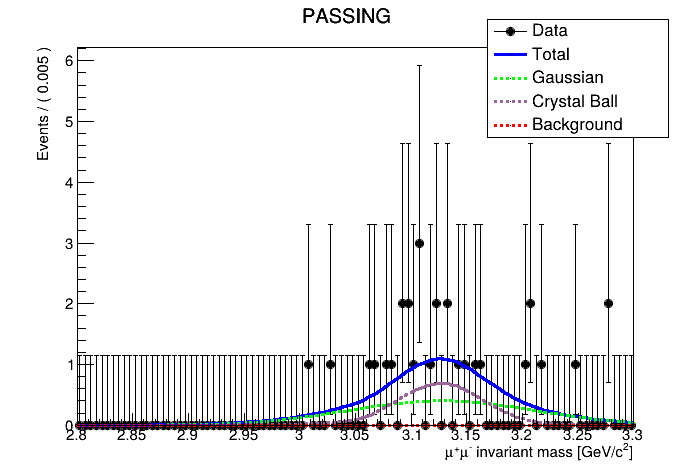 PASSING
Data
Total
Gaussian
Crystal Ball
Background
Events / ( 0.005 )
6
5
4
3
2
1
0
2.8 2.85 2.9 2.95 3 3.05 3.1 3.15 3.2 3.25 3.3
μ⁺μ⁻ invariant mass [GeV/c²]